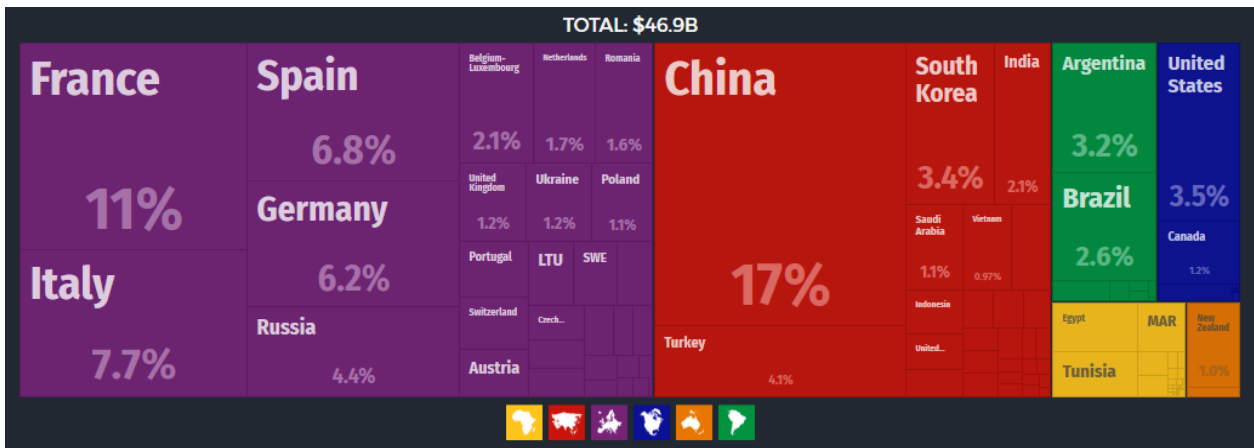 TOTAL: $46.9B
France
11%
Italy
7.7%
Spain
6.8%
Germany
6.2%
Russia
4.4%
Belgium-
Luxembourg
2.1%
Netherlands
1.7%
Romania
1.6%
United
Kingdom
1.2%
Ukraine
1.2%
Poland
1.1%
Portugal
LTU
SWE
Switzerland
Czech...
Austria
China
17%
Turkey
4.1%
South
Korea
3.4%
India
2.1%
Saudi
Arabia
1.1%
Vietnam
0.97%
Indonesia
United...
Argentina
3.2%
Brazil
2.6%
United
States
3.5%
Canada
1.2%
Egypt
MAR
Tunisia
New
Zealand
1.0%